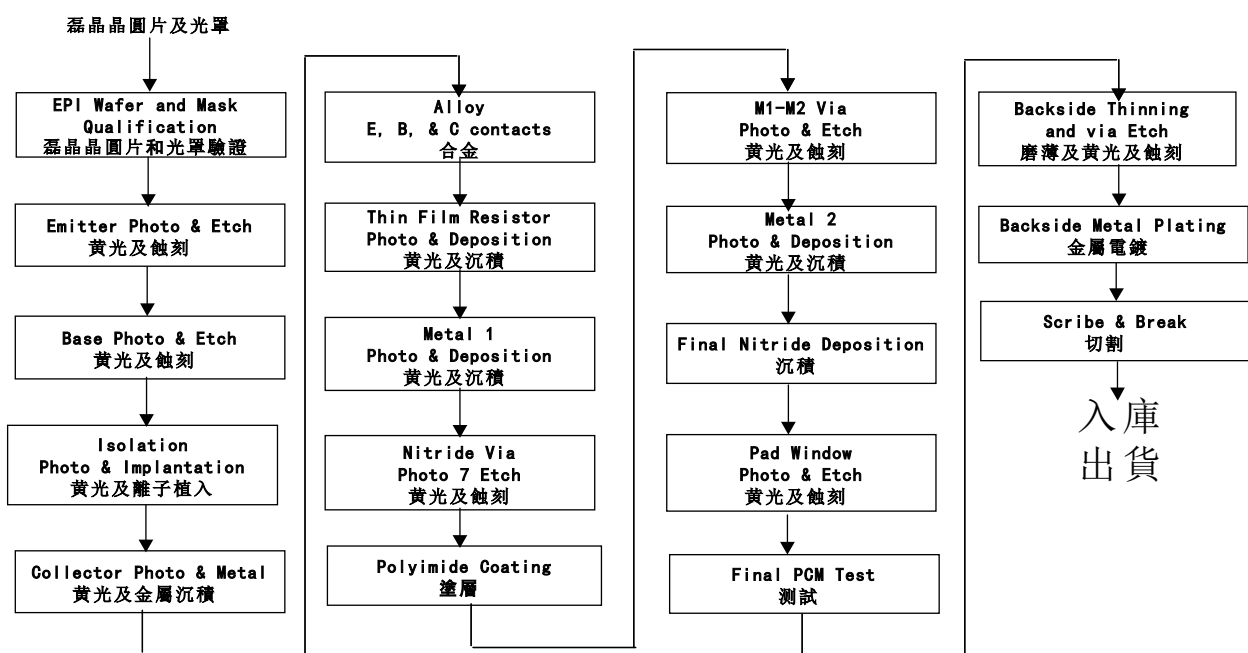 磊晶晶圓片及光罩
EPI Wafer and Mask
Qualification
磊晶晶圓片和光罩驗證
Emitter Photo & Etch
黃光及蝕刻
Base Photo & Etch
黃光及蝕刻
Isolation
Photo & Implantation
黃光及離子植入
Collector Photo & Metal
黃光及金屬沉積
Alloy
E, B, & C contacts
合金
Thin Film Resistor
Photo & Deposition
黃光及沉積
Metal 1
Photo & Deposition
黃光及沉積
Nitride Via
Photo 7 Etch
黃光及蝕刻
Polyimide Coating
塗層
M1-M2 Via
Photo & Etch
黃光及蝕刻
Metal 2
Photo & Deposition
黃光及沉積
Final Nitride Deposition
沉積
Pad Window
Photo & Etch
黃光及蝕刻
Final PCM Test
測試
Backside Thinning
and via Etch
磨薄及黃光及蝕刻
Backside Metal Plating
金屬電鍍
Scribe & Break
切割
入庫
出貨